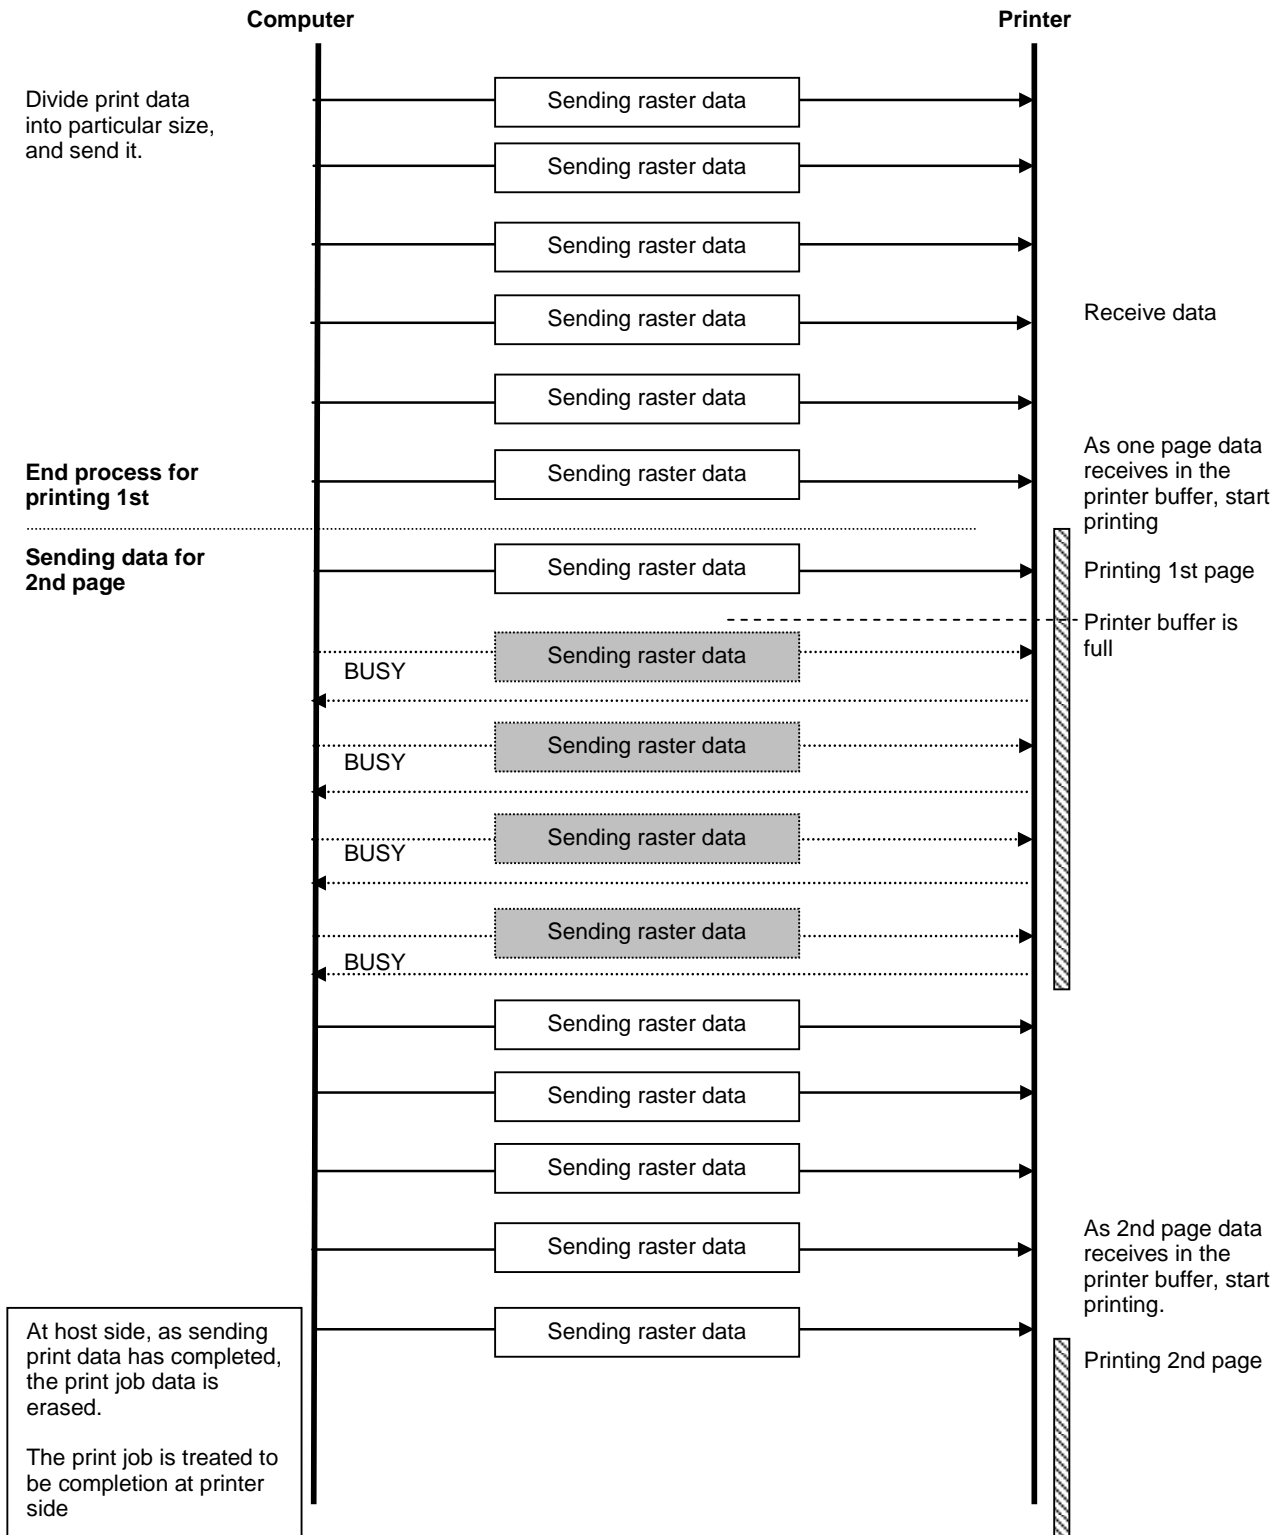 Computer
Printer
Divide print data
into particular size,
and send it.
Sending raster data
Sending raster data
Sending raster data
Sending raster data
Receive data
Sending raster data
End process for
printing 1st
Sending raster data
As one page data
receives in the
printer buffer, start
printing
Sending data for
2nd page
Sending raster data
Printing 1st page
Printer buffer is
full
Sending raster data
BUSY
Sending raster data
BUSY
Sending raster data
BUSY
Sending raster data
BUSY
Sending raster data
Sending raster data
Sending raster data
Sending raster data
As 2nd page data
receives in the
printer buffer, start
printing.
Sending raster data
Printing 2nd page
At host side, as sending
print data has completed,
the print job data is
erased.
The print job is treated to
be completion at printer
side